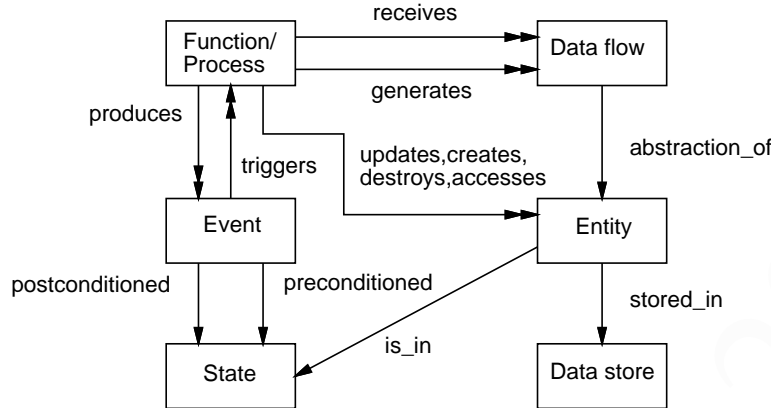 receives
Function/
Process
Data flow
generates
produces
triggers
updates,creates,
destroys,accesses
abstraction_of
Event
Entity
postconditioned
preconditioned
stored_in
is_in
State
Data store